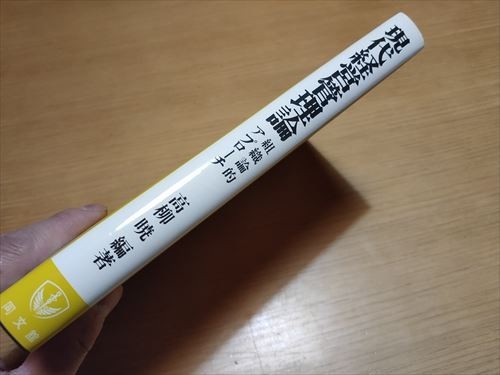 現代経営管理論
組織論的
アプローチ
高柳 暁 編著
同文舘